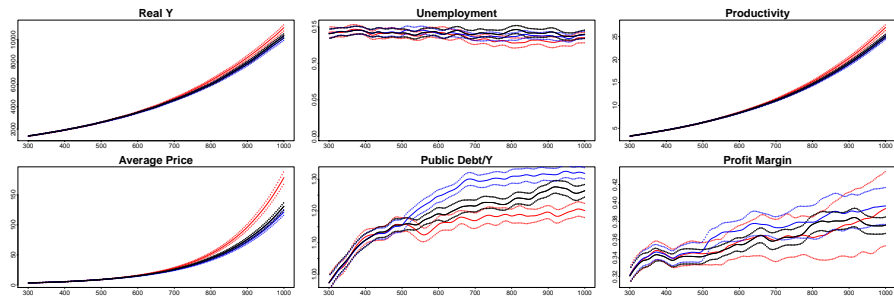 Real Y
2000 4000 6000 8000 10000
300 400 500 600 700 800 900 1000
Unemployment
0.00 0.05 0.10 0.15
300 400 500 600 700 800 900 1000
Productivity
5 10 15 20 25
300 400 500 600 700 800 900 1000
Average Price
0 50 100 150
300 400 500 600 700 800 900 1000
Public Debt/Y
1.00 1.10 1.20 1.30
300 400 500 600 700 800 900 1000
Profit Margin
0.32 0.34 0.36 0.38 0.40 0.42
300 400 500 600 700 800 900 1000